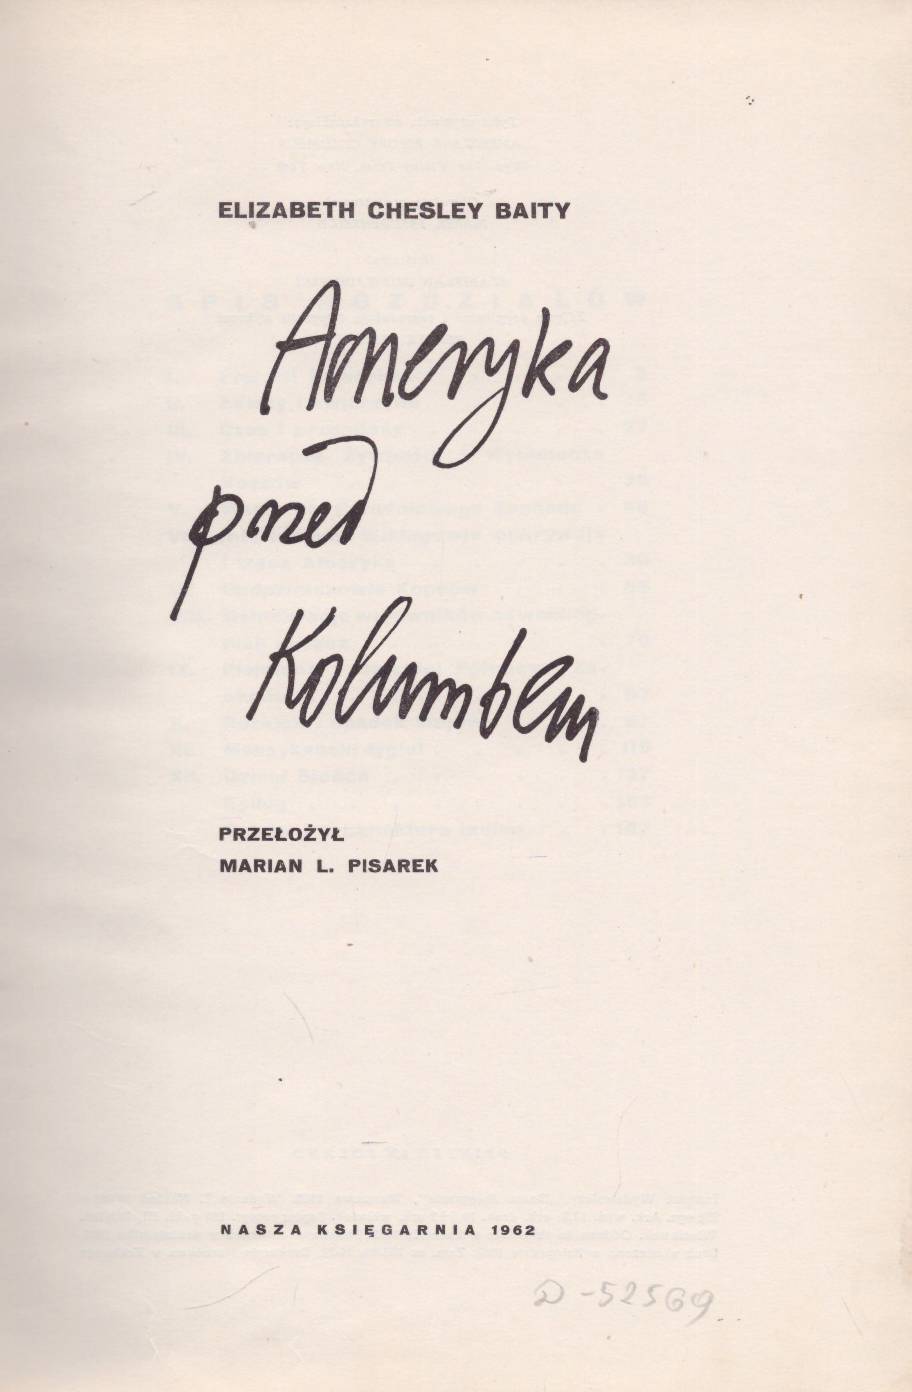 ELIZABETH CHESLEY BAITY
Ameryka
przed
Kolumbem
PRZEŁOŻYŁ
MARIAN L. PISAREK
NASZA KSIĘGARNIA 1962
D-52569